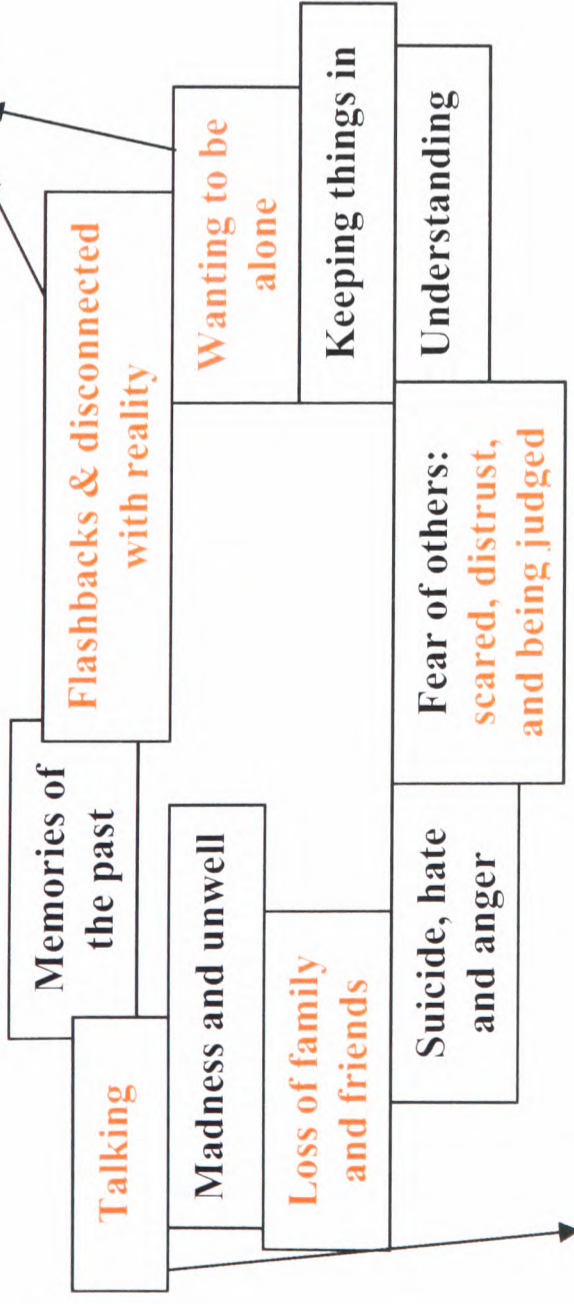 Talking
Memories of
the past
Flashbacks & disconnected
with reality
Madness and unwell
Wanting to be
alone
Loss of family
and friends
Keeping things in
Suicide, hate
and anger
Fear of others:
scared, distrust,
and being judged
Understanding